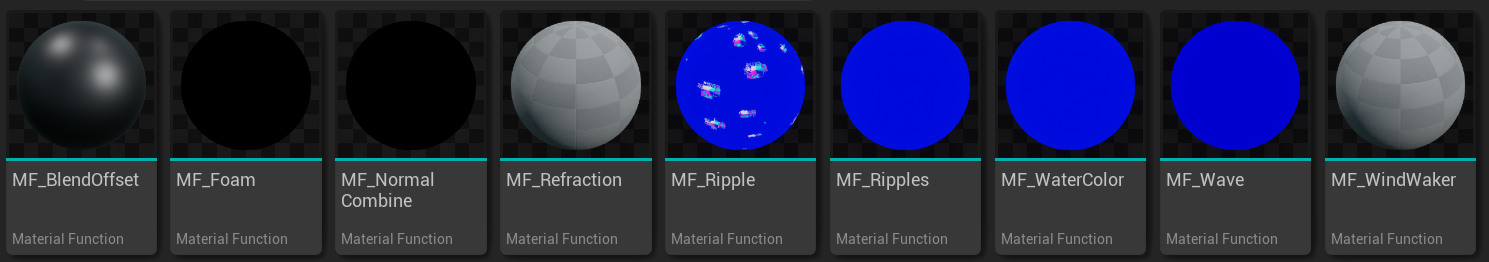 MF_BlendOffset
Material Function
MF_Foam
Material Function
MF_Normal
Combine
Material Function
MF_Refraction
Material Function
MF_Ripple
Material Function
MF_Ripples
Material Function
MF_WaterColor
Material Function
MF_Wave
Material Function
MF_WindWaker
Material Function